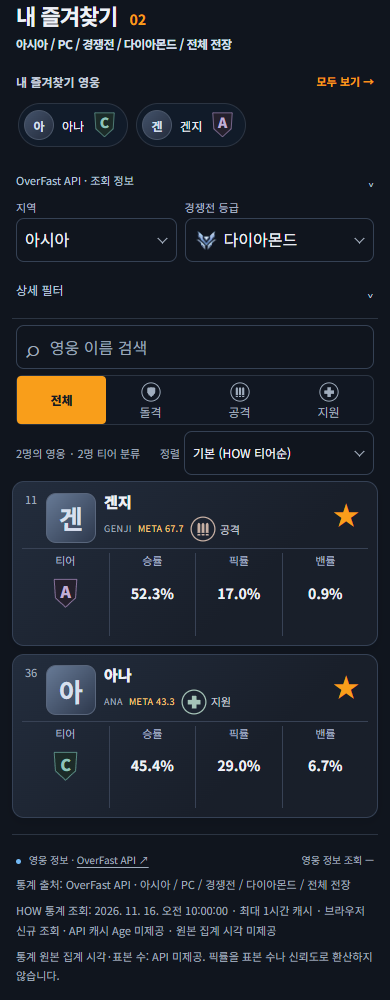 내 즐겨찾기 02
아시아 / PC / 경쟁전 / 다이아몬드 / 전체 전장
내 즐겨찾기 영웅 모두 보기 →
아 아나 C 겐 겐지 A
OverFast API · 조회 정보
지역 경쟁전 등급
아시아 다이아몬드
상세 필터
영웅 이름 검색
전체 돌격 공격 지원
2명의 영웅 · 2명 티어 분류 정렬 기본 (HOW 티어순)
11 겐 겐지
GENJI META 67.7 공격
티어 승률 픽률 밴률
A 52.3% 17.0% 0.9%
36 아 아나
ANA META 43.3 지원
티어 승률 픽률 밴률
C 45.4% 29.0% 6.7%
영웅 정보 · OverFast API ↗ 영웅 정보 조회 —
통계 출처: OverFast API · 아시아 / PC / 경쟁전 / 다이아몬드 / 전체 전장
HOW 통계 조회: 2026. 11. 16. 오전 10:00:00 · 최대 1시간 캐시 · 브라우저
신규 조회 · API 캐시 Age 미제공 · 원본 집계 시각 미제공
통계 원본 집계 시각·표본 수: API 미제공. 픽률을 표본 수나 신뢰도로 환산하지
않습니다.